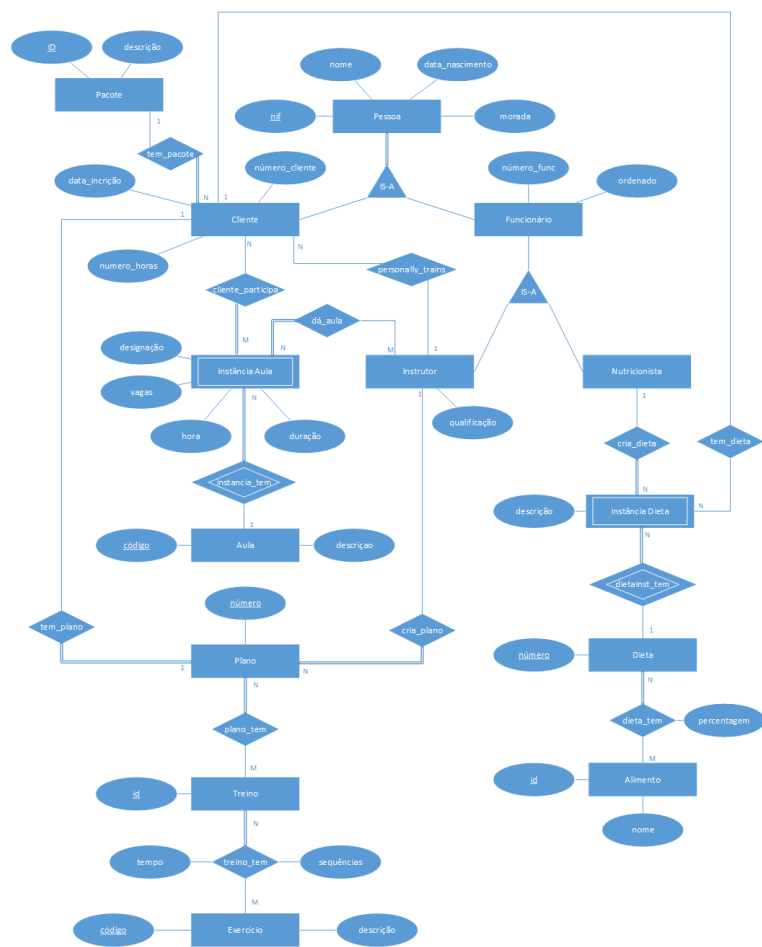 ID
descrição
Pacote
1
tem_pacote
N
nome
data_nascimento
nif
Pessoa
morada
IS-A
data_incrição
número_cliente
1
1
Cliente
numero_horas
N
N
número_func
ordenado
Funcionário
IS-A
personally_trains
1
cliente_participa
M
dá_aula
N
M
designação
vagas
Instância Aula
N
hora
duração
Instrutor
1
qualificação
Nutricionista
1
cria_dieta
N
tem_dieta
N
instancia_tem
1
código
Aula
descriçao
descrição
Instância Dieta
N
dietaInst_tem
1
número
Dieta
N
dieta_tem
percentagem
M
id
Alimento
nome
número
tem_plano
1
Plano
N
cria_plano
N
plano_tem
M
id
Treino
N
tempo
treino_tem
sequências
M
código
Exercício
descrição